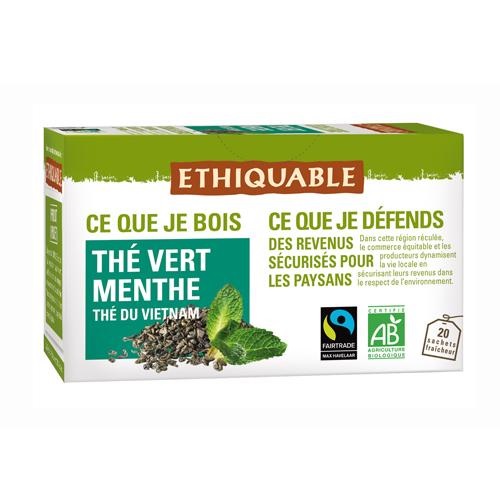 ETHIQUABLE
CE QUE JE BOIS
THÉ VERT
MENTHE
THÉ DU VIETNAM
CE QUE JE DÉFENDS
DES REVENUS
SÉCURISÉS POUR
LES PAYSANS
Dans cette région réculée,
le commerce équitable et les
producteurs dynamisent
la vie locale en
sécurisant leurs revenus dans
le respect de l'environnement.
FAIRTRADE
MAX HAVELAAR
CERTIFIÉ
AB
AGRICULTURE
BIOLOGIQUE
20
sachets
fraîcheur